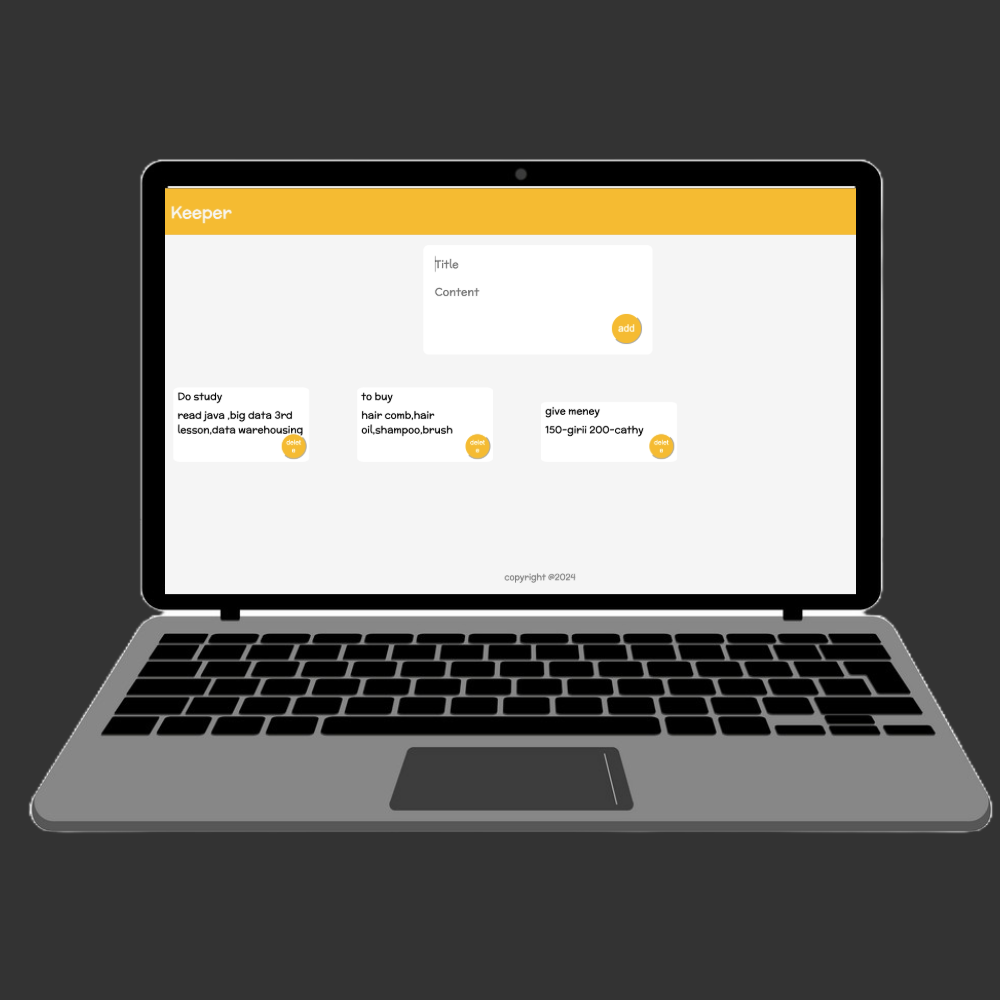 Keeper
Title
Content
add
Do study
read java ,big data 3rd
lesson,data warehousing
delet
e
to buy
hair comb,hair
oil,shampoo,brush
delet
e
give meney
150-girii 200-cathy
delet
e
copyright @2024